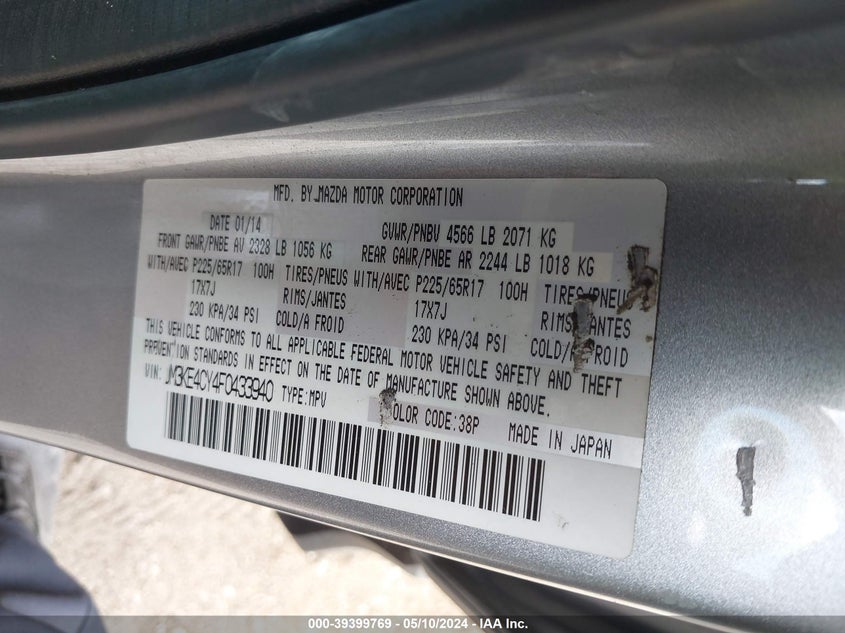 MFD. BY MAZDA MOTOR CORPORATION
DATE 01/14 GVWR/PNBV 4566 LB 2071 KG
FRONT GAWR/PNBE AV 2328 LB 1056 KG REAR GAWR/PNBE AR 2244 LB 1018 KG
WITH/AVEC P225/65R17 100H TIRES/PNEUS WITH/AVEC P225/65R17 100H TIRES/PNEUS
17X7J RIMS/JANTES 17X7J RIMS/JANTES
230 KPA/34 PSI COLD/A FROID 230 KPA/34 PSI COLD/A FROID
THIS VEHICLE CONFORMS TO ALL APPLICABLE FEDERAL MOTOR VEHICLE SAFETY AND THEFT
PREVENTION STANDARDS IN EFFECT ON THE DATE OF MANUFACTURE SHOWN ABOVE.
VIN: JM3KE4CY4F0433940 TYPE:MPV COLOR CODE:38P MADE IN JAPAN
000-39399769 / 05/10/2024 - IAA Inc.